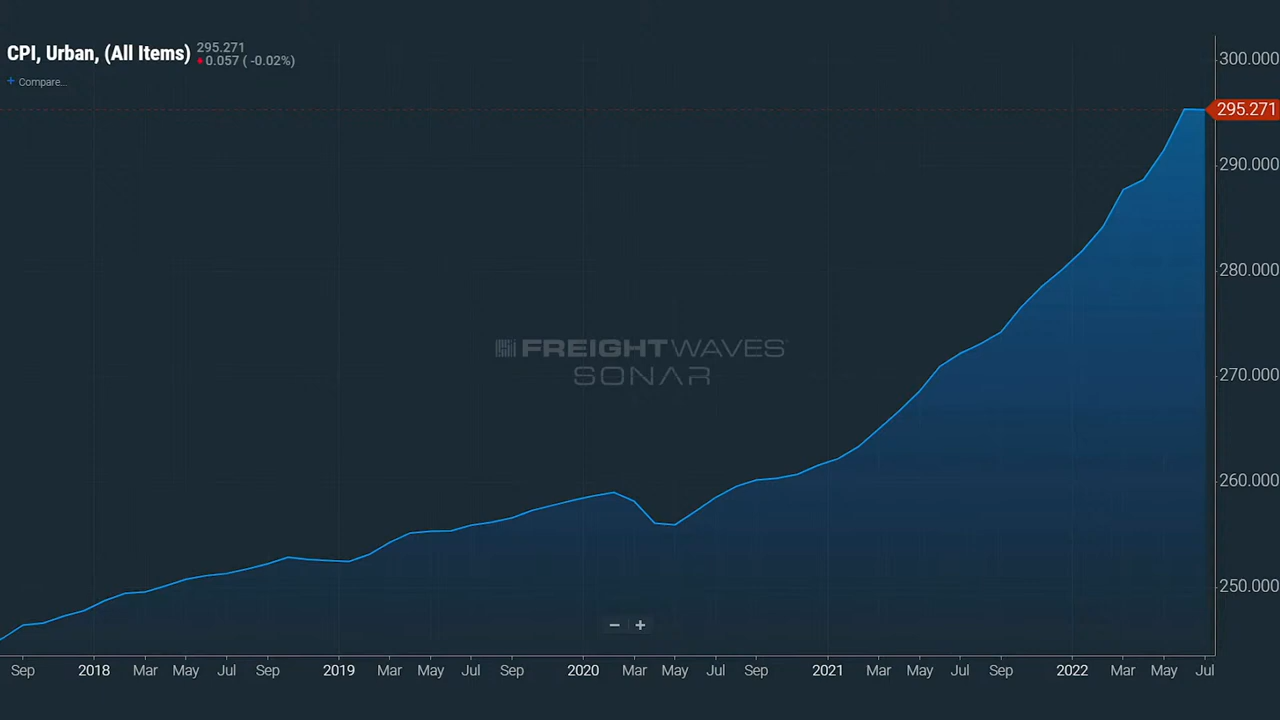 CPI, Urban, (All Items) 295.271
0.057 ( -0.02%)
+ Compare...
300.000
295.271
290.000
280.000
FREIGHTWAVES
SONAR
270.000
260.000
250.000
− +
Sep 2018 Mar May Jul Sep 2019 Mar May Jul Sep 2020 Mar May Jul Sep 2021 Mar May Jul Sep 2022 Mar May Jul